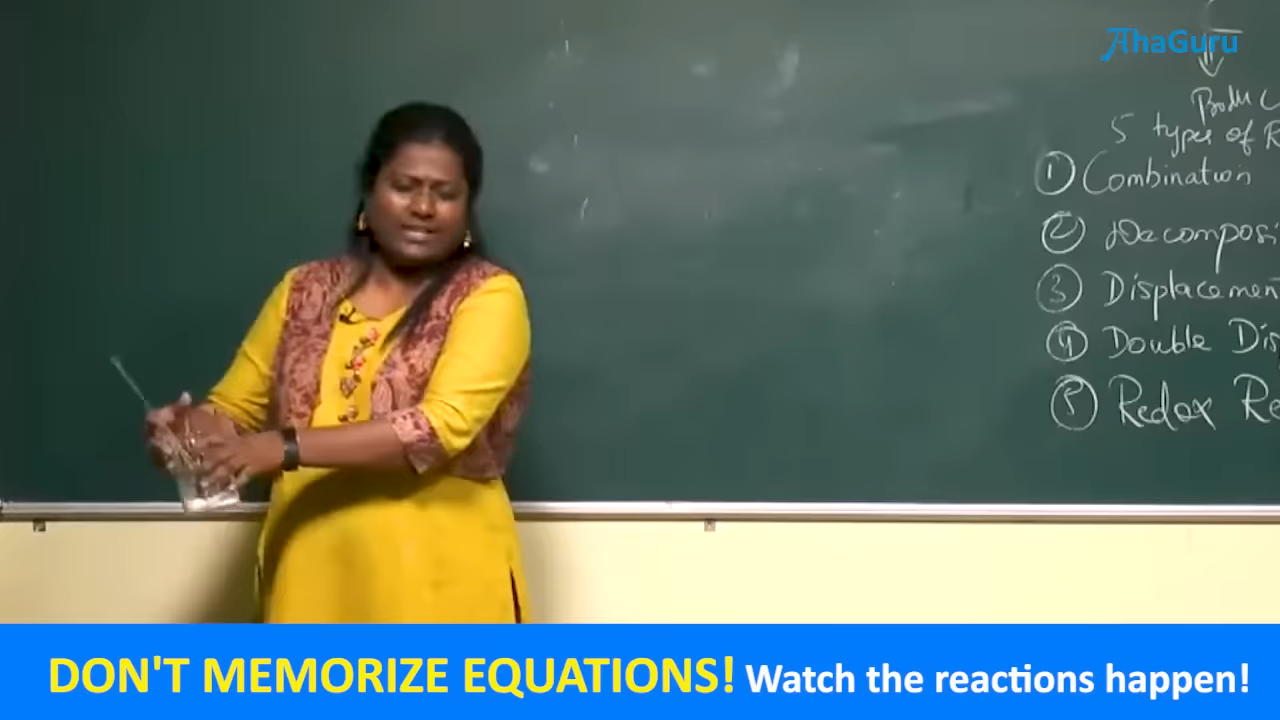 AhaGuru
5 types of R
① Combination
② Decomposi
③ Displacemen
④ Double Dis
⑤ Redox Re
DON'T MEMORIZE EQUATIONS! Watch the reactions happen!